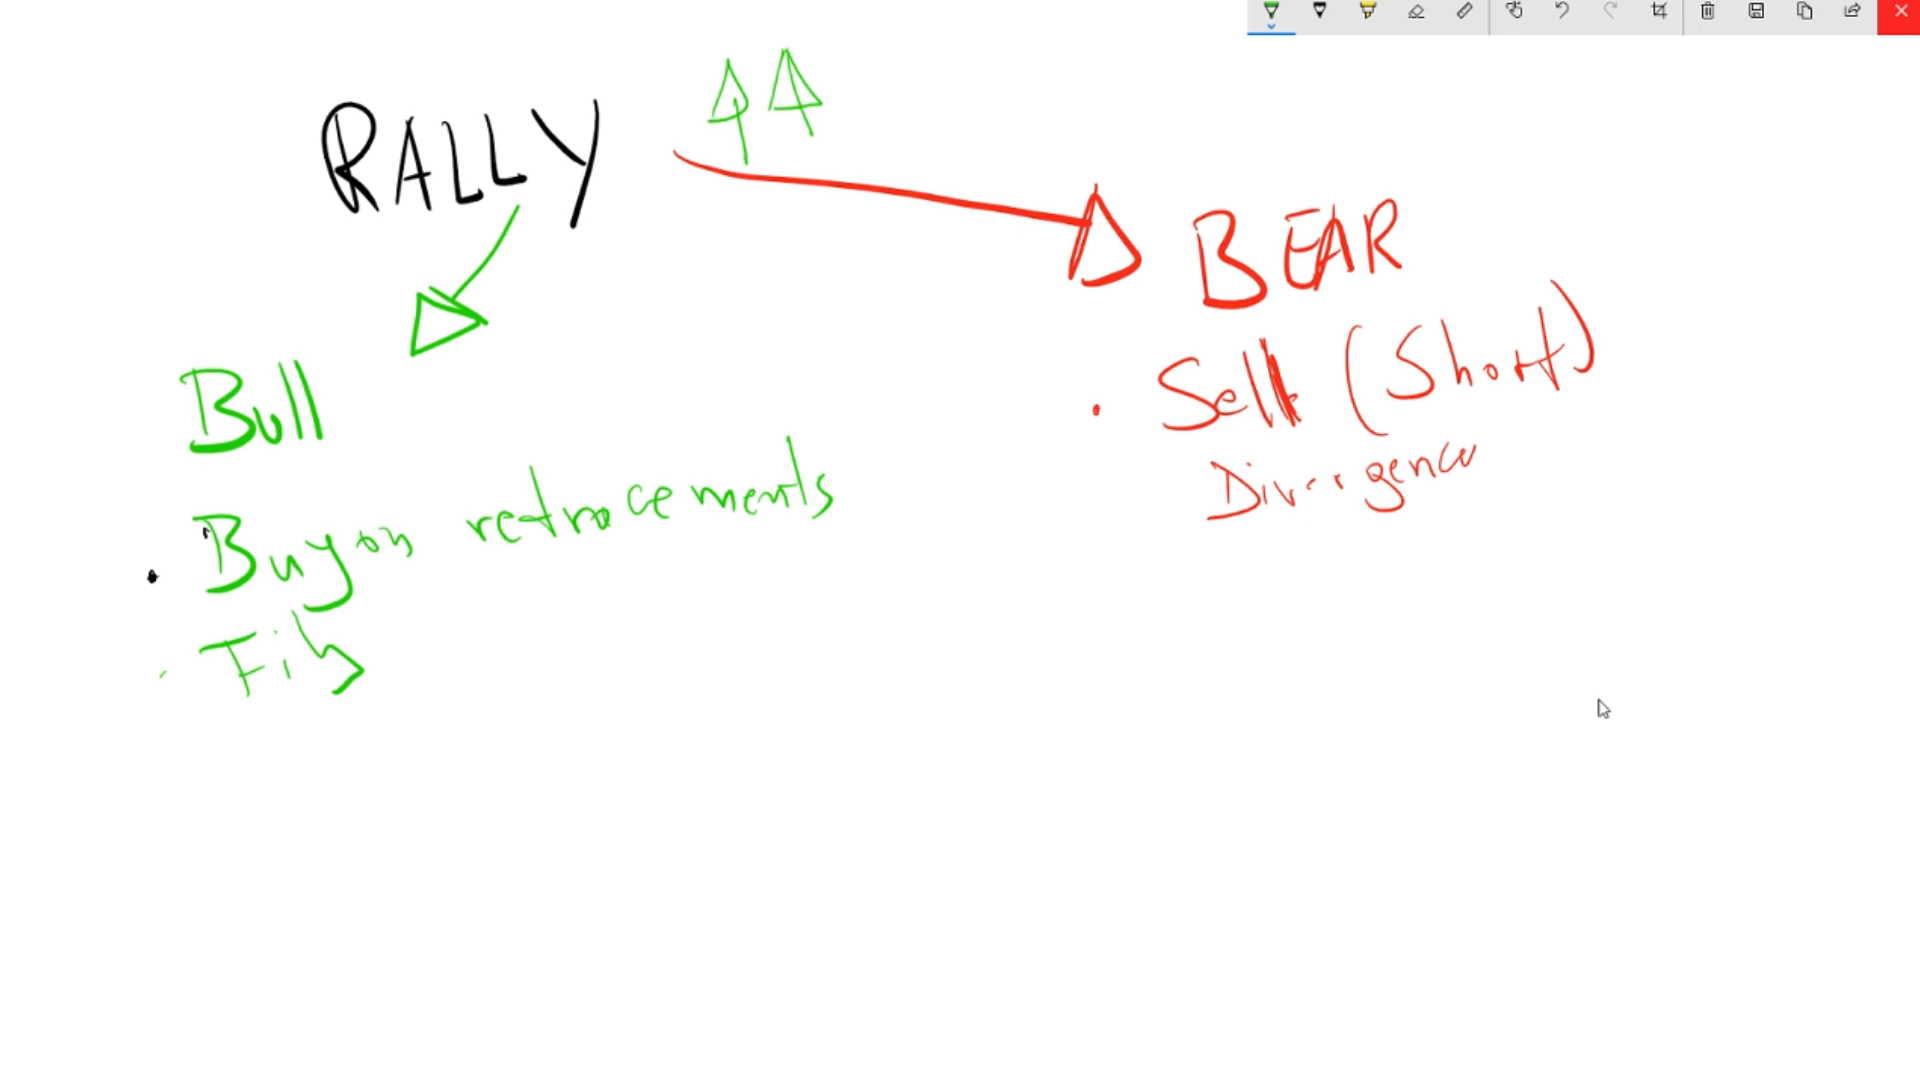 RALLY
BEAR
Bull
• Sell (Short)
Divergence
• Buy on retracements
• Fib